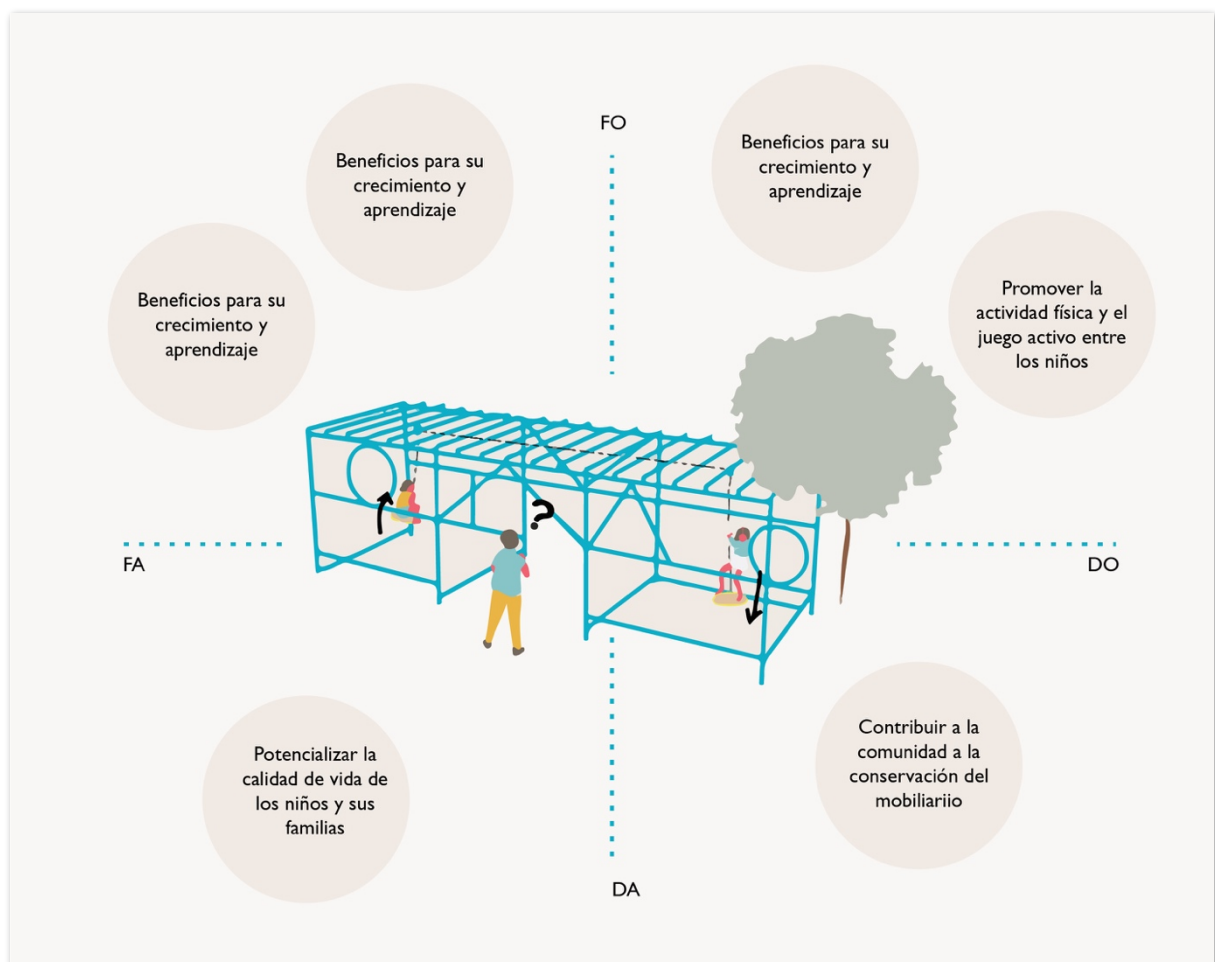 FO
Beneficios para su
crecimiento y
aprendizaje
Beneficios para su
crecimiento y
aprendizaje
Beneficios para su
crecimiento y
aprendizaje
Promover la
actividad física y el
juego activo entre
los niños
?
FA
DO
Potencializar la
calidad de vida de
los niños y sus
familias
Contribuir a la
comunidad a la
conservación del
mobiliariio
DA